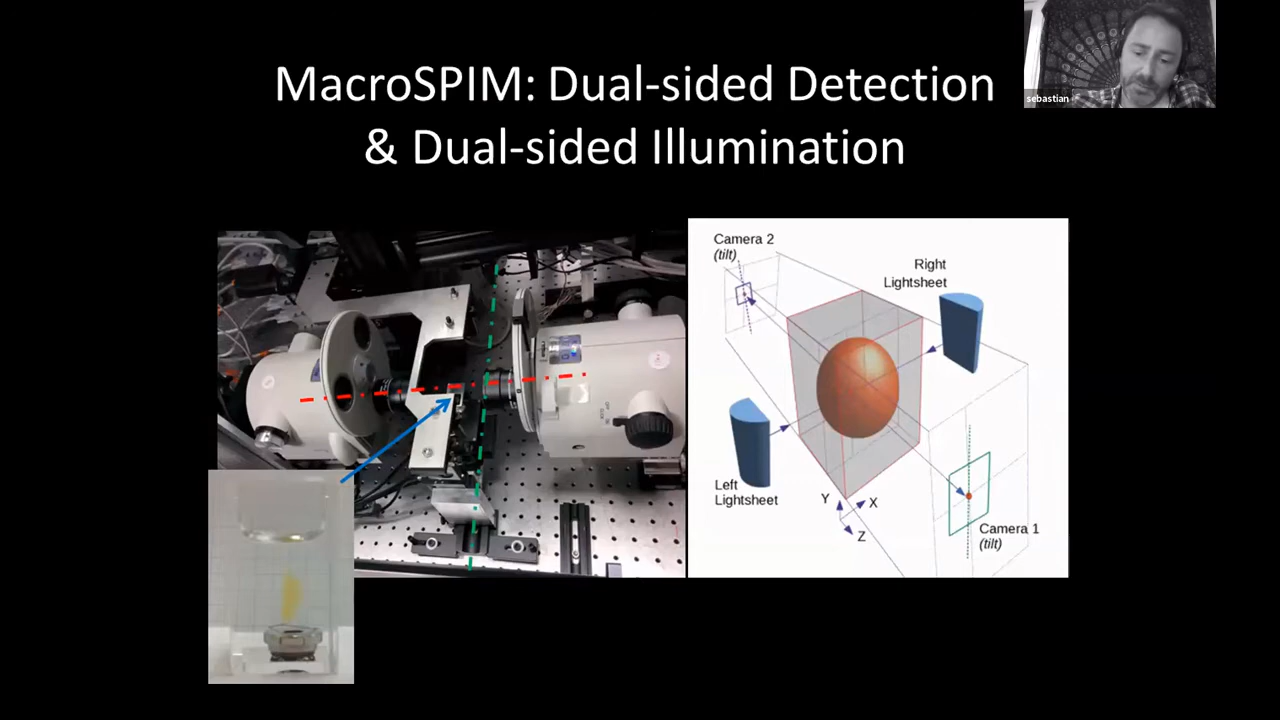 MacroSPIM: Dual-sided Detection
& Dual-sided Illumination
sebastian
Camera 2
(tilt)
Right
Lightsheet
Left
Lightsheet
Y
X
Z
Camera 1
(tilt)